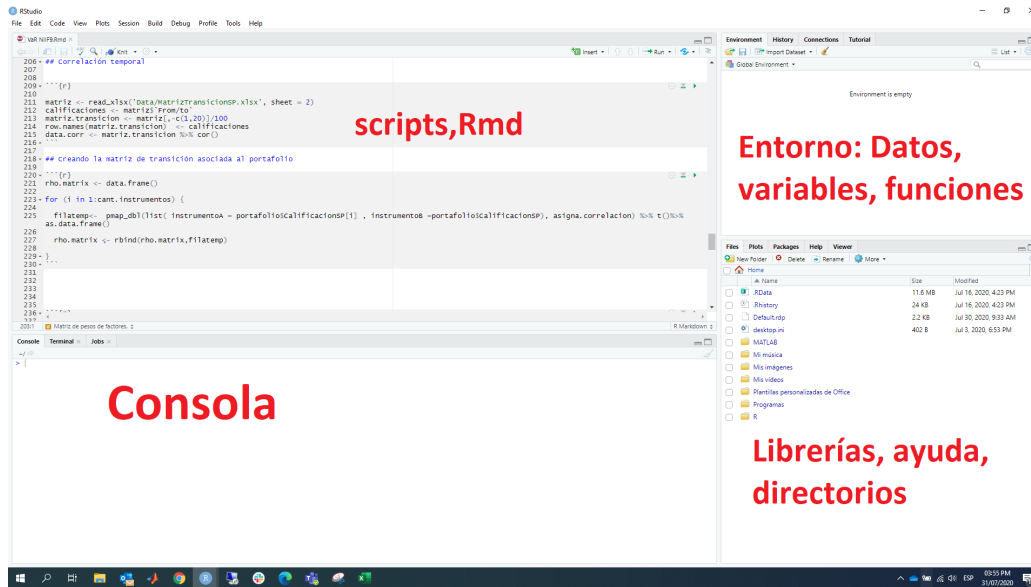 RStudio
File Edit Code View Plots Session Build Debug Profile Tools Help
VaR NIIF9.Rmd
Knit
Insert
Run
206 ## Correlación temporal
207
208
209 ```{r}
210
211 matriz <- read_xlsx('Data/MatrizTransicionSP.xlsx', sheet = 2)
212 calificaciones <- matriz$`From/to`
213 matriz.transicion <- matriz[,-c(1,20)]/100
214 row.names(matriz.transicion) <- calificaciones
215 data.corr <- matriz.transicion %>% cor()
216 ```
217
218 ## Creando la matriz de transición asociada al portafolio
219
220 ```{r}
221 rho.matrix <- data.frame()
222
223 for (i in 1:cant.instrumentos) {
224
225 filatemp<- pmap_dbl(list( instrumentoA = portafolio$CalificacionSP[i] , instrumentoB =portafolio$CalificacionSP), asigna.correlacion) %>% t()%>%
as.data.frame()
226
227 rho.matrix <- rbind(rho.matrix,filatemp)
228
229 }
230 ```
231
232
233
234
235
236 ```{r}
237
scripts,Rmd
203:1 Matriz de pesos de factores. R Markdown
Console Terminal Jobs
~/
>
Consola
Environment History Connections Tutorial
Import Dataset List
Global Environment
Environment is empty
Entorno: Datos,
variables, funciones
Files Plots Packages Help Viewer
New Folder Delete Rename More
Home
Name Size Modified
.RData 11.6 MB Jul 16, 2020, 4:23 PM
.Rhistory 24 KB Jul 16, 2020, 4:23 PM
Default.rdp 2.2 KB Jul 30, 2020, 9:33 AM
desktop.ini 402 B Jul 3, 2020, 6:53 PM
MATLAB
Mi música
Mis imágenes
Mis vídeos
Plantillas personalizadas de Office
Programas
R
Librerías, ayuda,
directorios
ESP
03:55 PM
31/07/2020